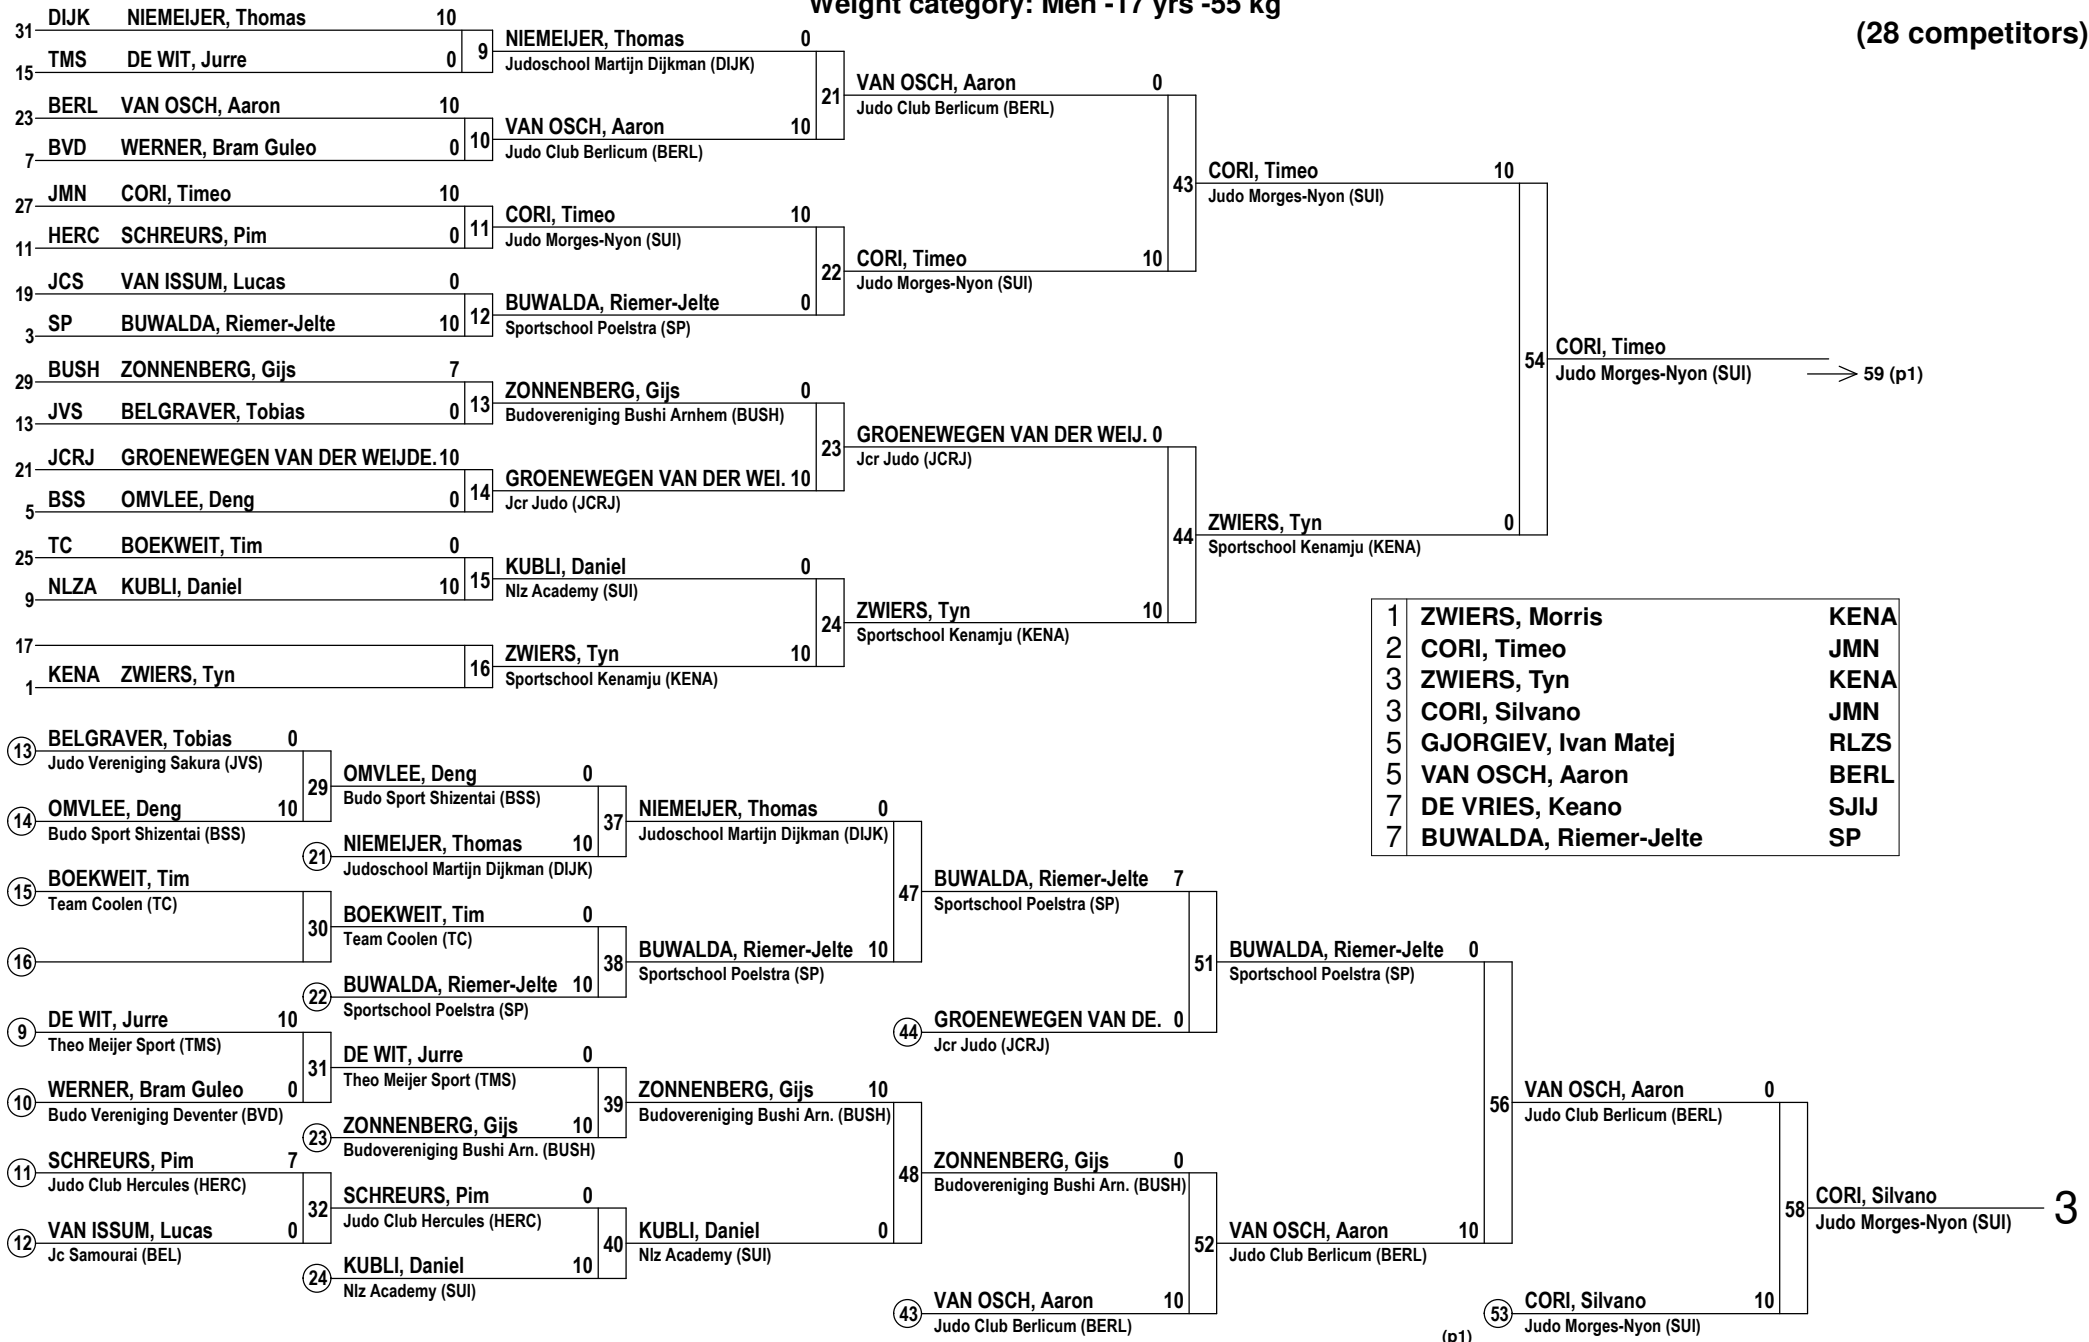 Weight category: Men -17 yrs -55 kg
(28 competitors)
31 DIJK NIEMEIJER, Thomas 10
15 TMS DE WIT, Jurre 0
9
23 BERL VAN OSCH, Aaron 10
7 BVD WERNER, Bram Guleo 0
10
27 JMN CORI, Timeo 10
11 HERC SCHREURS, Pim 0
11
19 JCS VAN ISSUM, Lucas 0
3 SP BUWALDA, Riemer-Jelte 10
12
29 BUSH ZONNENBERG, Gijs 7
13 JVS BELGRAVER, Tobias 0
13
21 JCRJ GROENEWEGEN VAN DER WEIJDE. 10
5 BSS OMVLEE, Deng 0
14
25 TC BOEKWEIT, Tim 0
9 NLZA KUBLI, Daniel 10
15
17
1 KENA ZWIERS, Tyn
16
NIEMEIJER, Thomas 0
Judoschool Martijn Dijkman (DIJK)
VAN OSCH, Aaron 10
Judo Club Berlicum (BERL)
21
CORI, Timeo 10
Judo Morges-Nyon (SUI)
BUWALDA, Riemer-Jelte 0
Sportschool Poelstra (SP)
22
ZONNENBERG, Gijs 0
Budovereniging Bushi Arnhem (BUSH)
GROENEWEGEN VAN DER WEI. 10
Jcr Judo (JCRJ)
23
KUBLI, Daniel 0
Nlz Academy (SUI)
ZWIERS, Tyn 10
Sportschool Kenamju (KENA)
24
VAN OSCH, Aaron 0
Judo Club Berlicum (BERL)
CORI, Timeo 10
Judo Morges-Nyon (SUI)
43
GROENEWEGEN VAN DER WEIJ. 0
Jcr Judo (JCRJ)
ZWIERS, Tyn 10
Sportschool Kenamju (KENA)
44
CORI, Timeo 10
Judo Morges-Nyon (SUI)
ZWIERS, Tyn 0
Sportschool Kenamju (KENA)
54
CORI, Timeo
Judo Morges-Nyon (SUI)
59 (p1)
1 ZWIERS, Morris KENA
2 CORI, Timeo JMN
3 ZWIERS, Tyn KENA
3 CORI, Silvano JMN
5 GJORGIEV, Ivan Matej RLZS
5 VAN OSCH, Aaron BERL
7 DE VRIES, Keano SJIJ
7 BUWALDA, Riemer-Jelte SP
13 BELGRAVER, Tobias 0
Judo Vereniging Sakura (JVS)
14 OMVLEE, Deng 10
Budo Sport Shizentai (BSS)
29
15 BOEKWEIT, Tim
Team Coolen (TC)
16
30
9 DE WIT, Jurre 10
Theo Meijer Sport (TMS)
10 WERNER, Bram Guleo 0
Budo Vereniging Deventer (BVD)
31
11 SCHREURS, Pim 7
Judo Club Hercules (HERC)
12 VAN ISSUM, Lucas 0
Jc Samourai (BEL)
32
OMVLEE, Deng 0
Budo Sport Shizentai (BSS)
21 NIEMEIJER, Thomas 10
Judoschool Martijn Dijkman (DIJK)
37
BOEKWEIT, Tim 0
Team Coolen (TC)
22 BUWALDA, Riemer-Jelte 10
Sportschool Poelstra (SP)
38
DE WIT, Jurre 0
Theo Meijer Sport (TMS)
23 ZONNENBERG, Gijs 10
Budovereniging Bushi Arn. (BUSH)
39
SCHREURS, Pim 0
Judo Club Hercules (HERC)
24 KUBLI, Daniel 10
Nlz Academy (SUI)
40
NIEMEIJER, Thomas 0
Judoschool Martijn Dijkman (DIJK)
BUWALDA, Riemer-Jelte 10
Sportschool Poelstra (SP)
47
ZONNENBERG, Gijs 10
Budovereniging Bushi Arn. (BUSH)
KUBLI, Daniel 0
Nlz Academy (SUI)
48
BUWALDA, Riemer-Jelte 7
Sportschool Poelstra (SP)
44 GROENEWEGEN VAN DE. 0
Jcr Judo (JCRJ)
51
ZONNENBERG, Gijs 0
Budovereniging Bushi Arn. (BUSH)
43 VAN OSCH, Aaron 10
Judo Club Berlicum (BERL)
52
BUWALDA, Riemer-Jelte 0
Sportschool Poelstra (SP)
VAN OSCH, Aaron 10
Judo Club Berlicum (BERL)
56
VAN OSCH, Aaron 0
Judo Club Berlicum (BERL)
53 CORI, Silvano 10
Judo Morges-Nyon (SUI)
(p1)
58
CORI, Silvano
Judo Morges-Nyon (SUI)
3